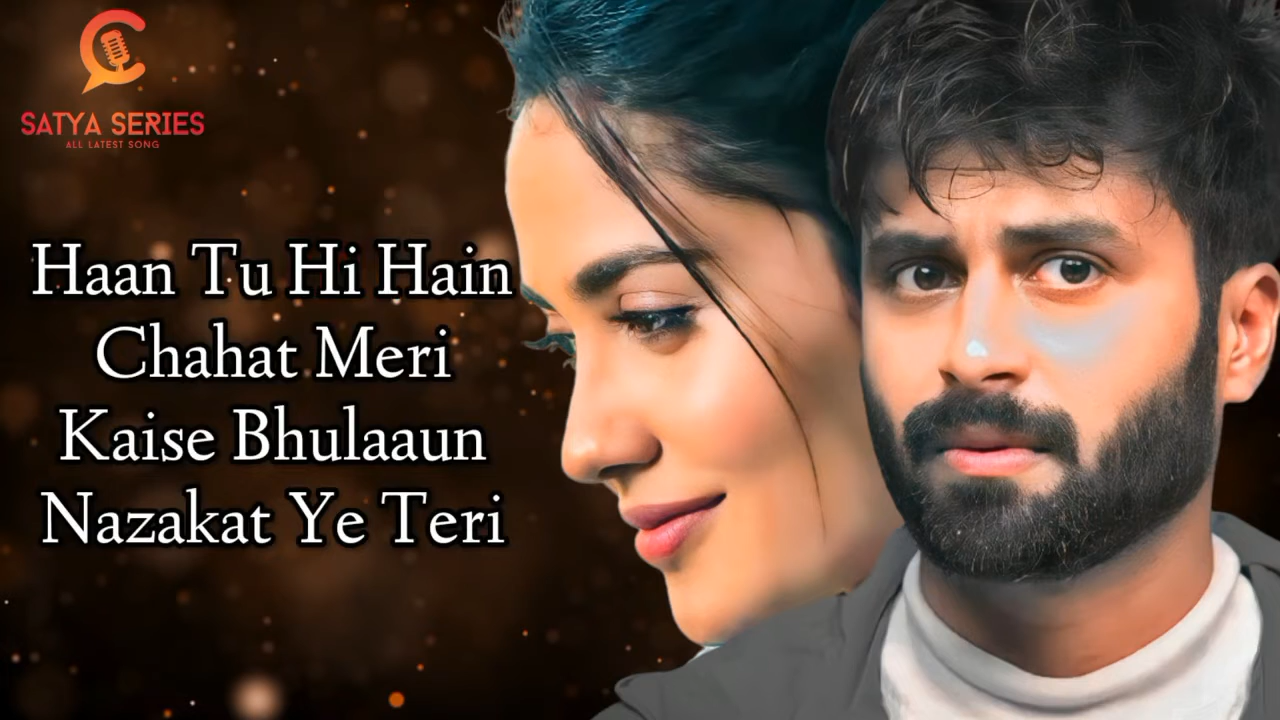 SATYA SERIES
ALL LATEST SONG
Haan Tu Hi Hain
Chahat Meri
Kaise Bhulaaun
Nazakat Ye Teri